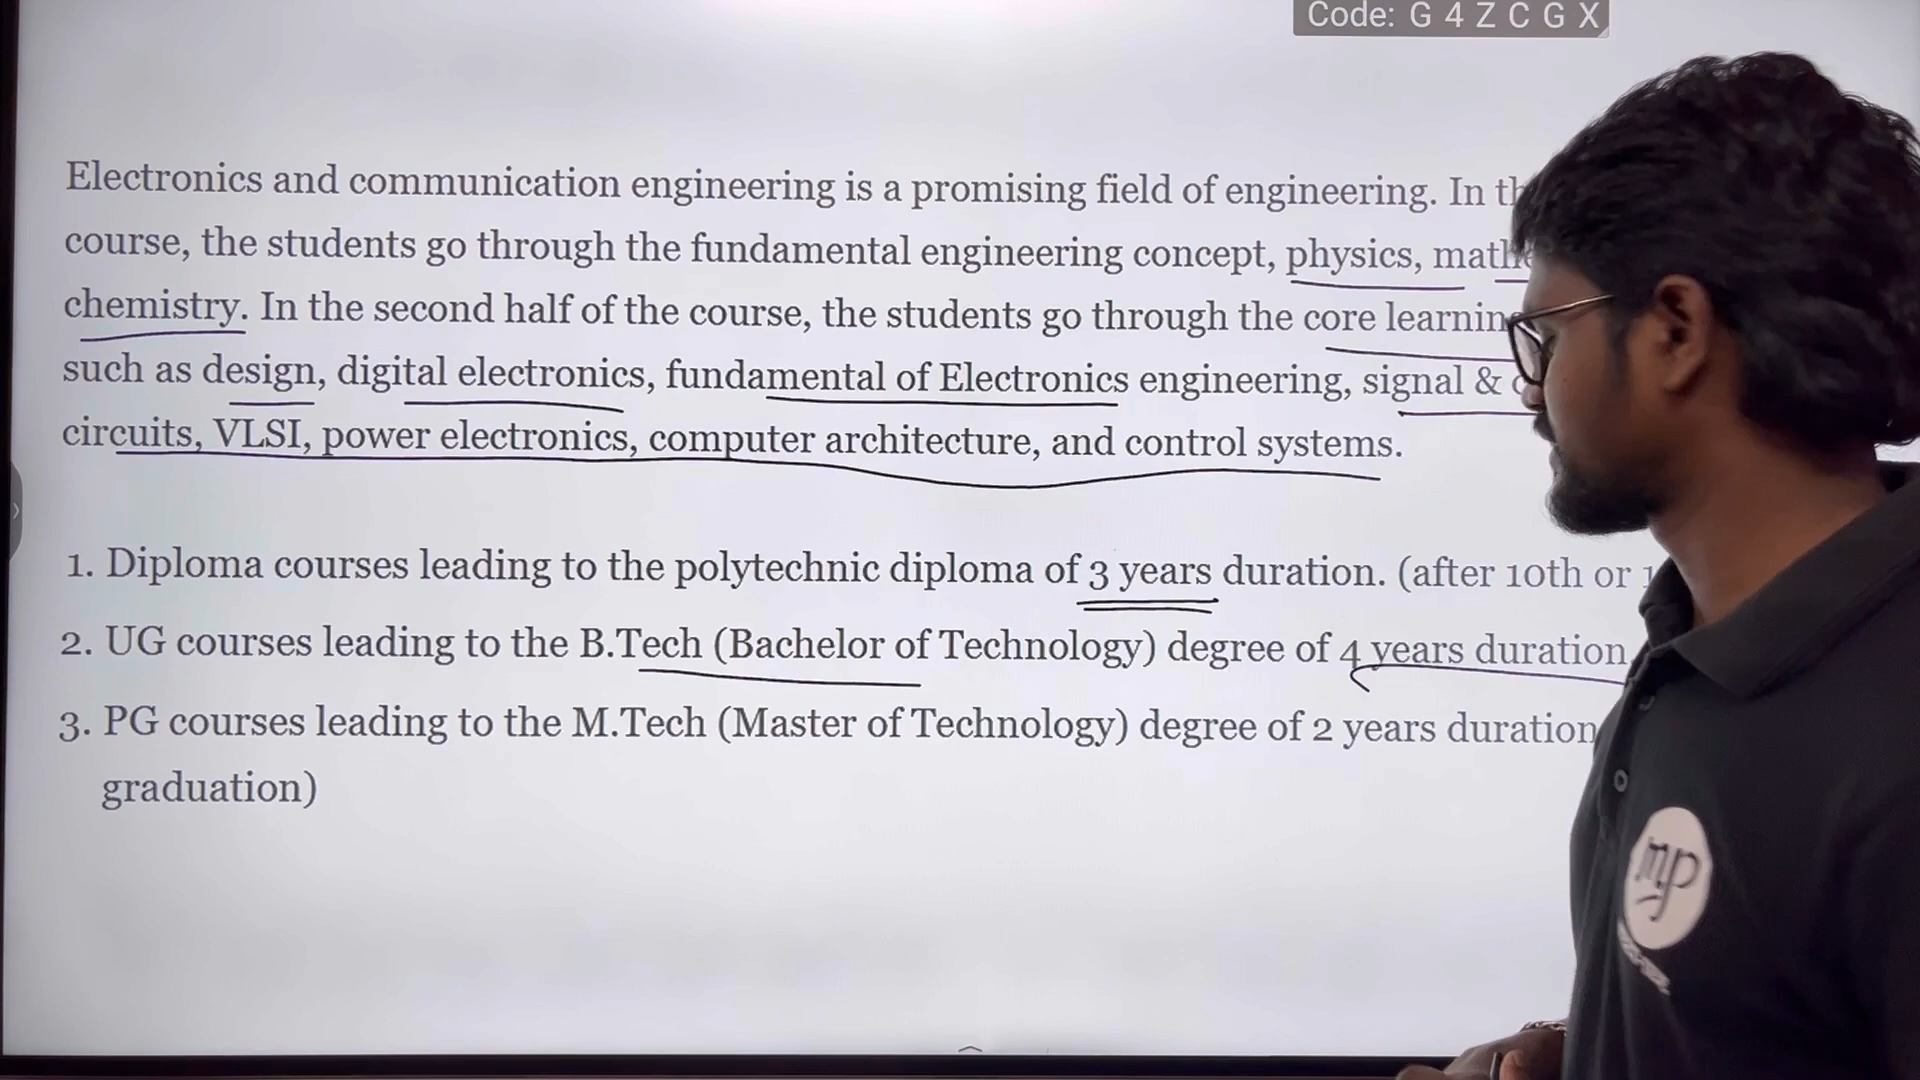 Code: G 4 Z C G X
Electronics and communication engineering is a promising field of engineering. In
course, the students go through the fundamental engineering concept, physics,
chemistry. In the second half of the course, the students go through the core
such as design, digital electronics, fundamental of Electronics engineering, signal &
circuits, VLSI, power electronics, computer architecture, and control systems.
1. Diploma courses leading to the polytechnic diploma of 3 years duration. (after 10th or
2. UG courses leading to the B.Tech (Bachelor of Technology) degree of 4 years duration
3. PG courses leading to the M.Tech (Master of Technology) degree of 2 years duration
graduation)
mp